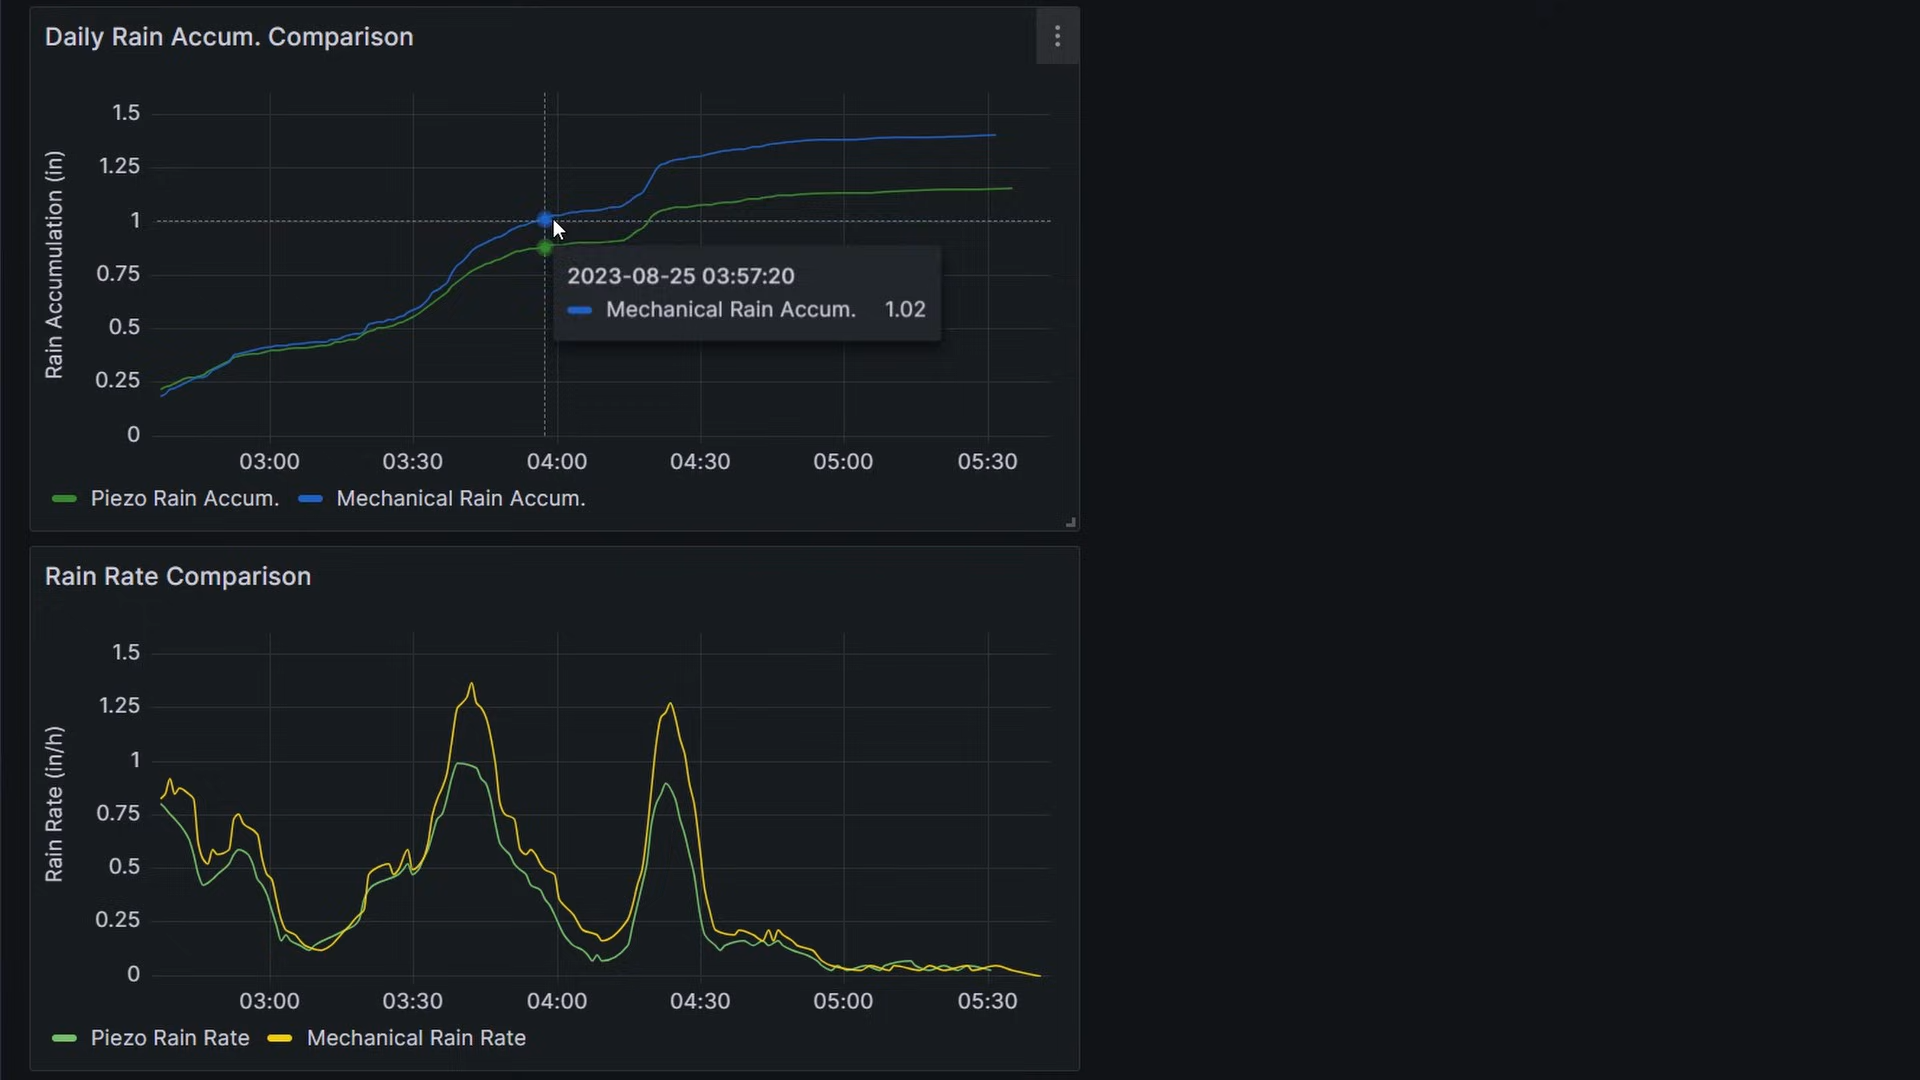 Daily Rain Accum. Comparison
Rain Accumulation (in)
1.5
1.25
1
0.75
0.5
0.25
0
2023-08-25 03:57:20
Mechanical Rain Accum. 1.02
03:00 03:30 04:00 04:30 05:00 05:30
Piezo Rain Accum. Mechanical Rain Accum.
Rain Rate Comparison
Rain Rate (in/h)
1.5
1.25
1
0.75
0.5
0.25
0
03:00 03:30 04:00 04:30 05:00 05:30
Piezo Rain Rate Mechanical Rain Rate